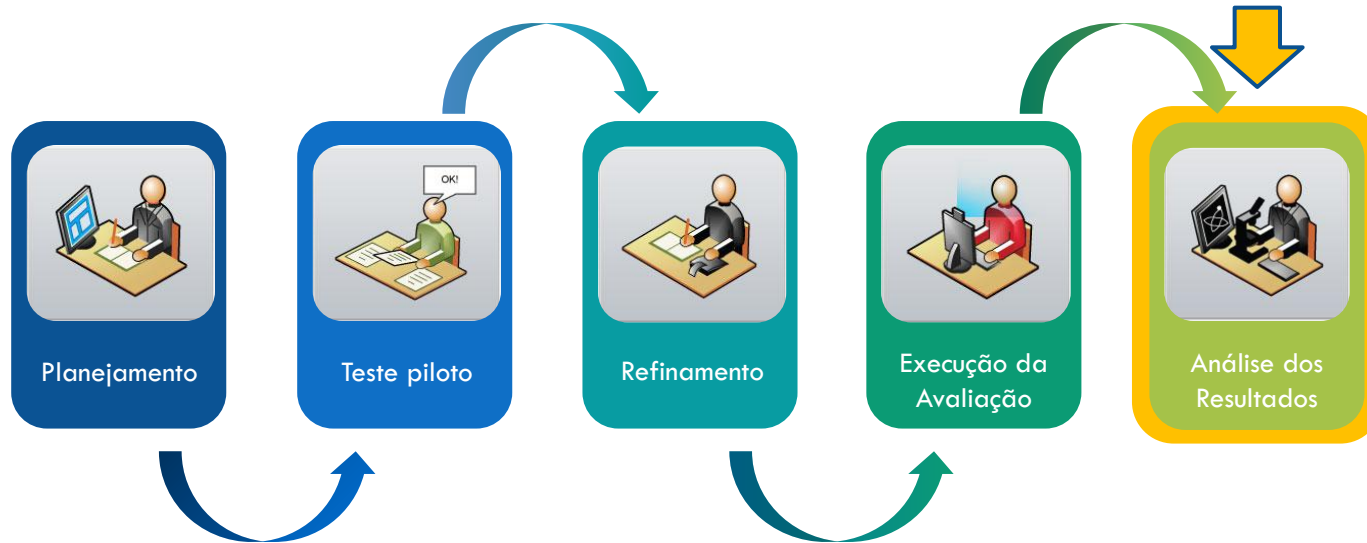 OK!
Planejamento
Teste piloto
Refinamento
Execução da
Avaliação
Análise dos
Resultados